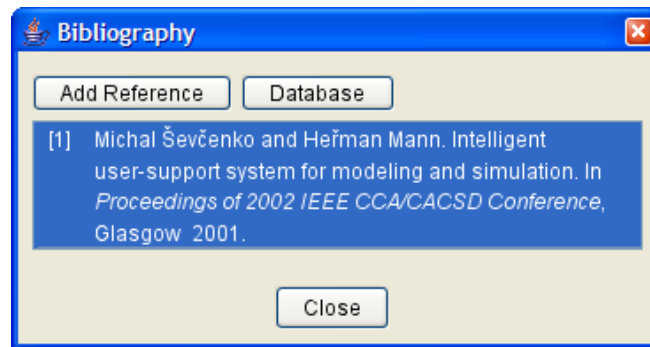 Bibliography
Add Reference Database
[1] Michal Ševčenko and Heřman Mann. Intelligent
user-support system for modeling and simulation. In
Proceedings of 2002 IEEE CCA/CACSD Conference,
Glasgow 2001.
Close